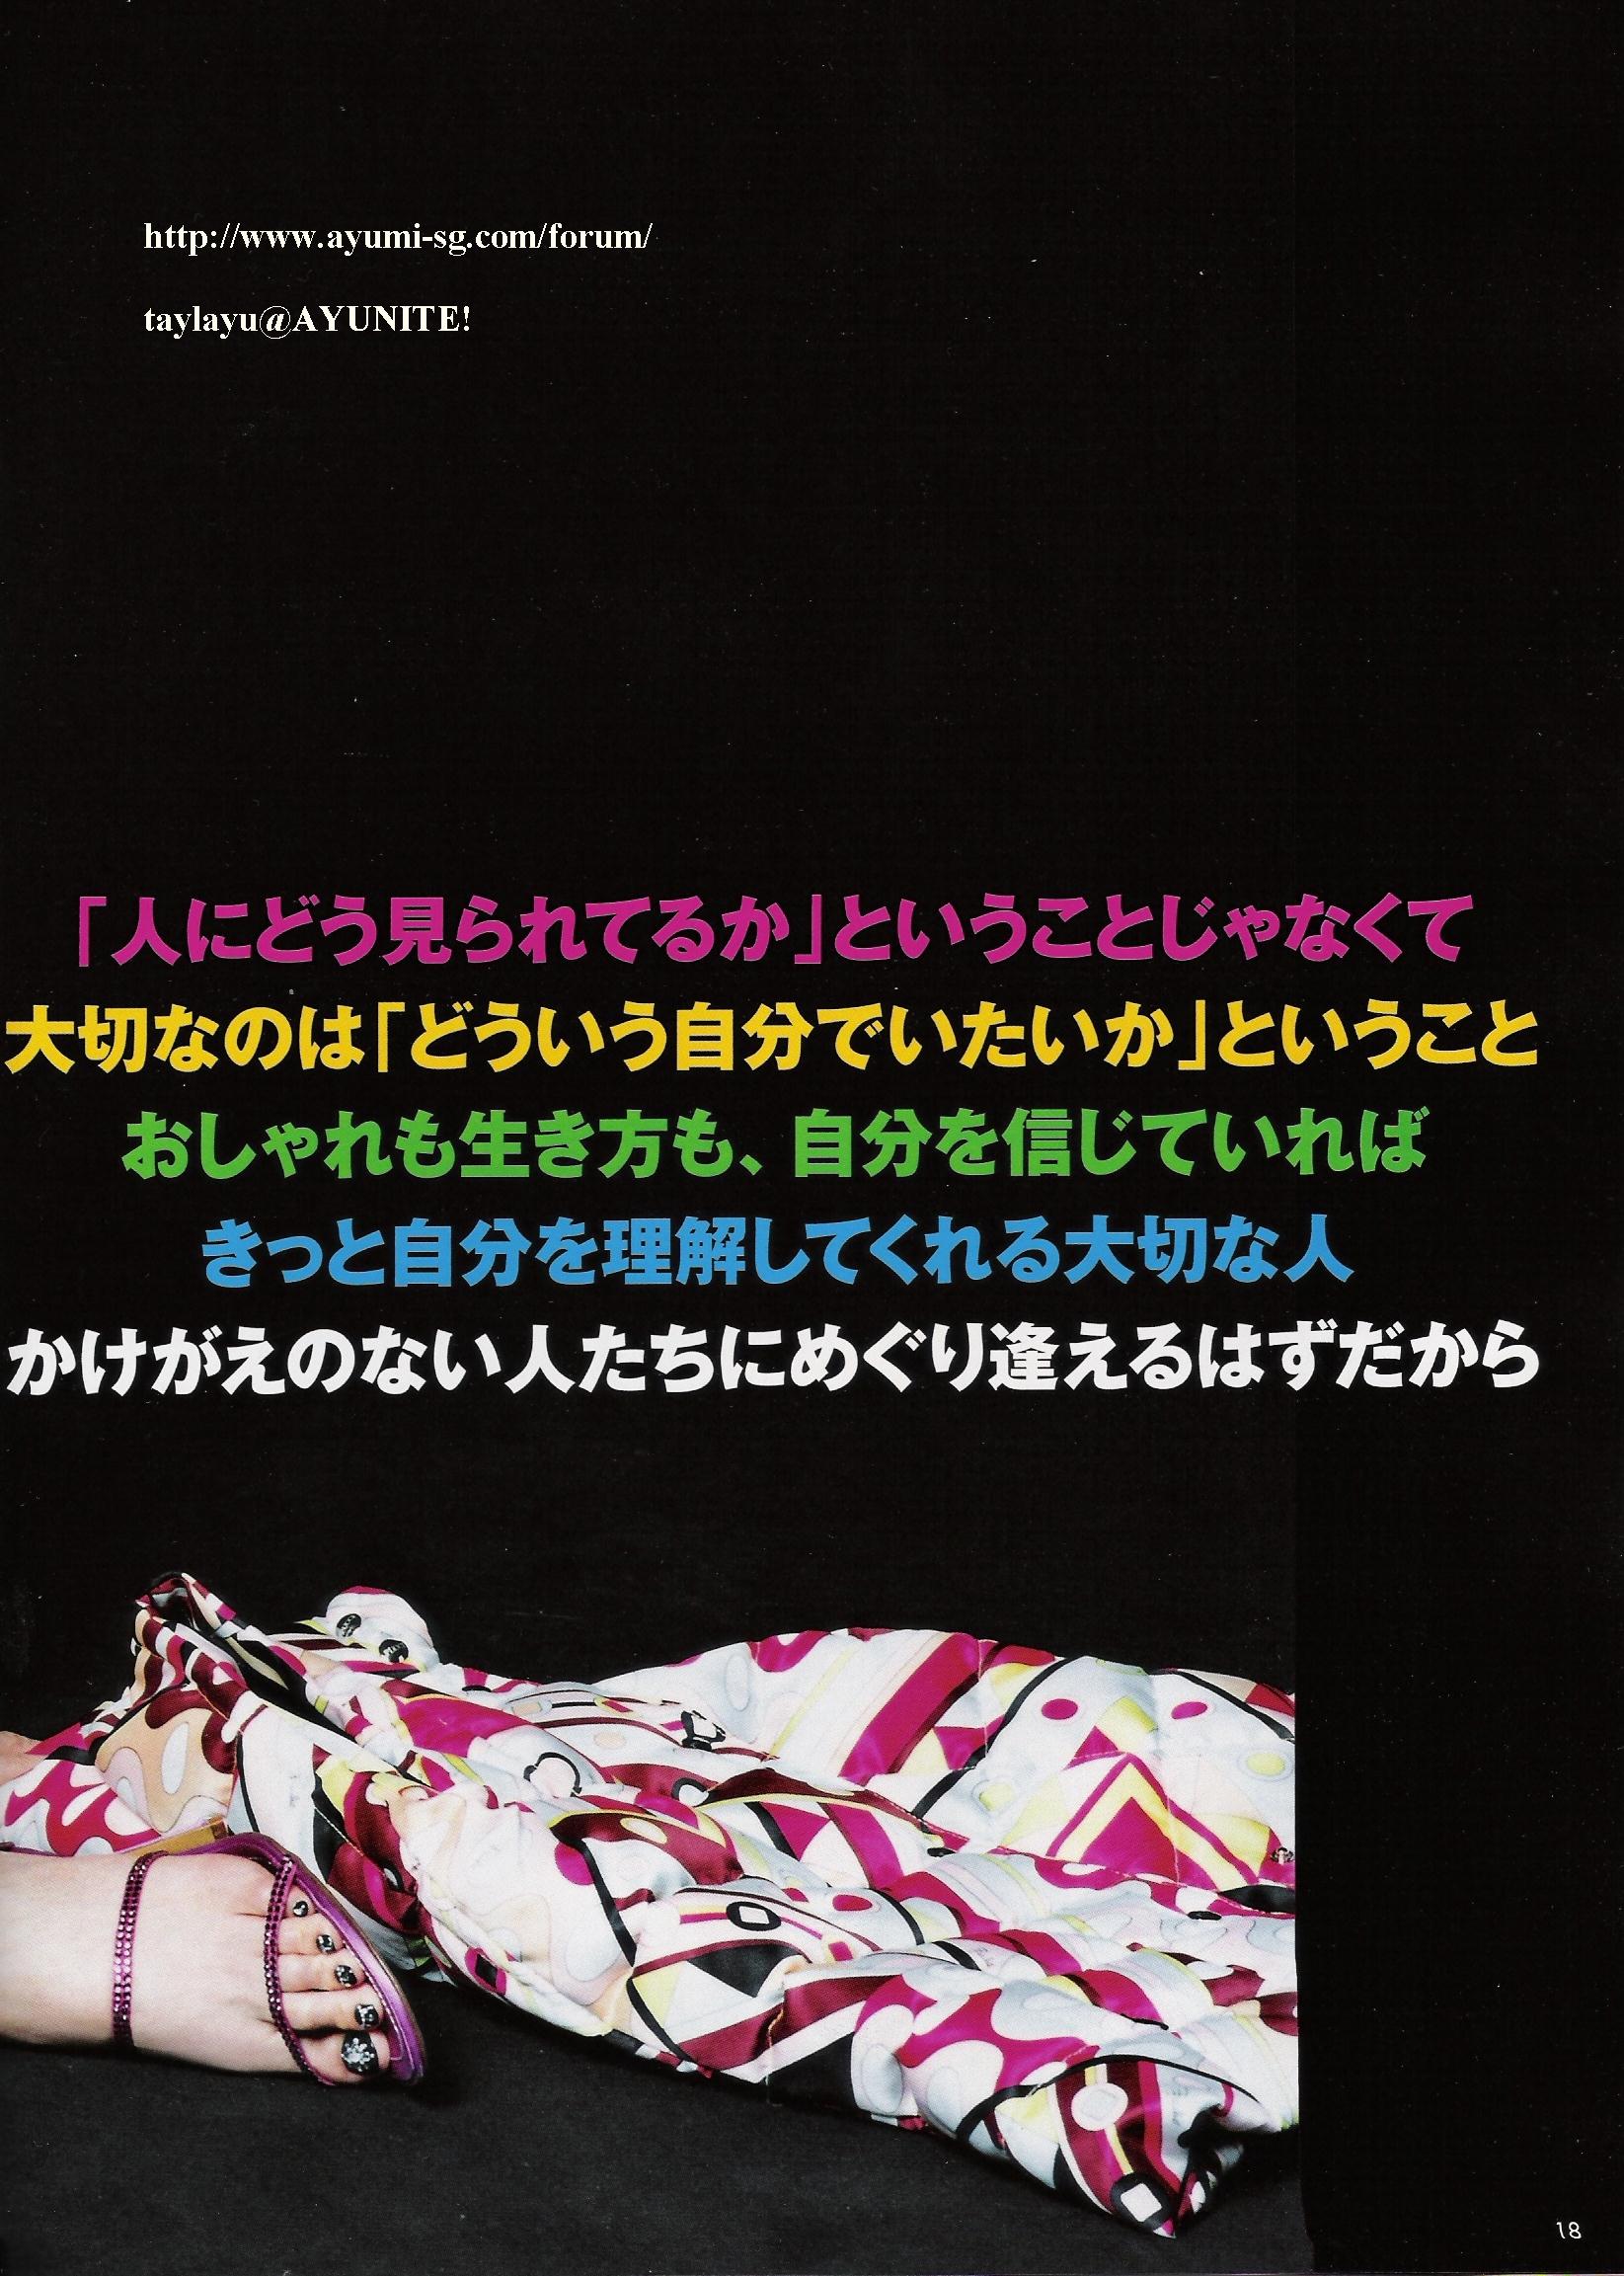 http://www.ayumi-sg.com/forum/
taylayu@AYUNITE!
「人にどう見られてるか」ということじゃなくて
大切なのは「どういう自分でいたいか」ということ
おしゃれも生き方も、自分を信じていれば
きっと自分を理解してくれる大切な人
かけがえのない人たちにめぐり逢えるはずだから
18